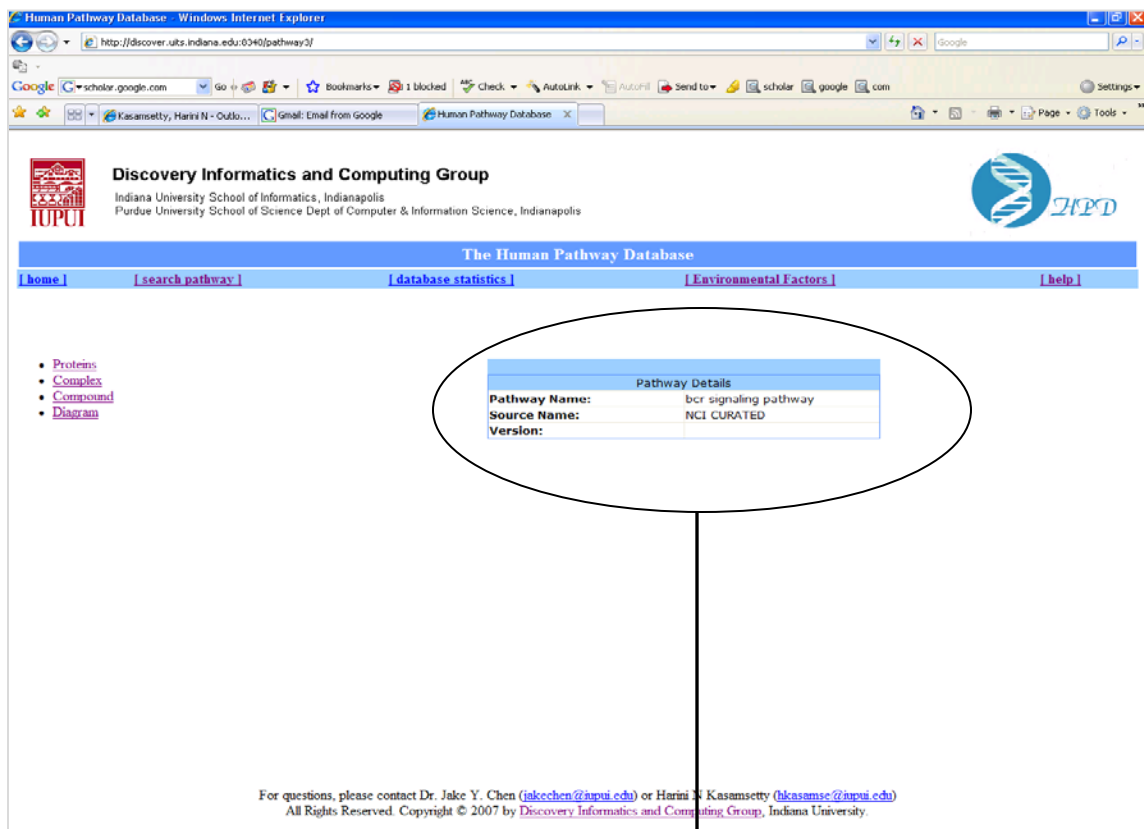 Human Pathway Database - Windows Internet Explorer
http://discover.uits.indiana.edu:8340/pathway3/
Google
Google G scholar.google.com Go Bookmarks 1 blocked Check AutoLink AutoFill Send to scholar google com Settings
Kasamsetty, Harini N - Outlo... Gmail: Email from Google Human Pathway Database X Page Tools
IUPUI
Discovery Informatics and Computing Group
Indiana University School of Informatics, Indianapolis
Purdue University School of Science Dept of Computer & Information Science, Indianapolis
HPD
The Human Pathway Database
[ home ] [ search pathway ] [ database statistics ] [ Environmental Factors ] [ help ]
Proteins
Complex
Compound
Diagram
Pathway Details
Pathway Name: bcr signaling pathway
Source Name: NCI CURATED
Version:
For questions, please contact Dr. Jake Y. Chen (jakechen@iupui.edu) or Harini N Kasamsetty (hkasamse@iupui.edu)
All Rights Reserved. Copyright © 2007 by Discovery Informatics and Computing Group, Indiana University.